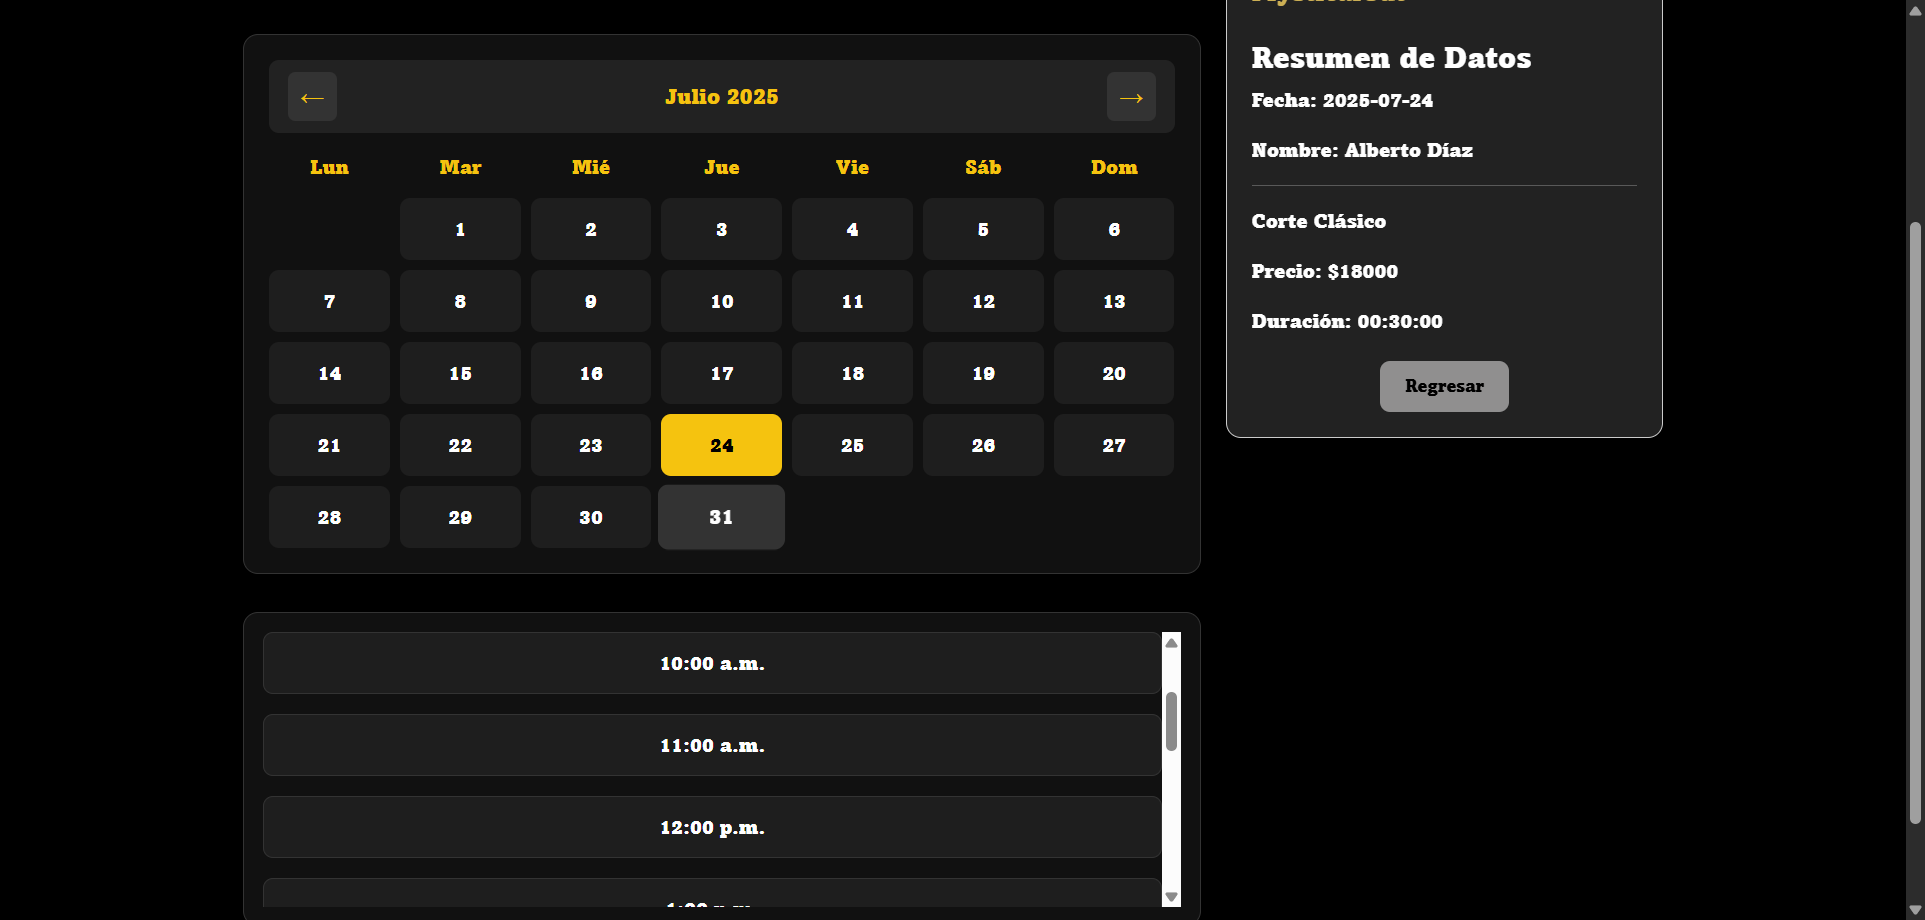 ← Julio 2025 →
Lun Mar Mié Jue Vie Sáb Dom
1 2 3 4 5 6
7 8 9 10 11 12 13
14 15 16 17 18 19 20
21 22 23 24 25 26 27
28 29 30 31
10:00 a.m.
11:00 a.m.
12:00 p.m.
Resumen de Datos
Fecha: 2025-07-24
Nombre: Alberto Díaz
Corte Clásico
Precio: $18000
Duración: 00:30:00
Regresar